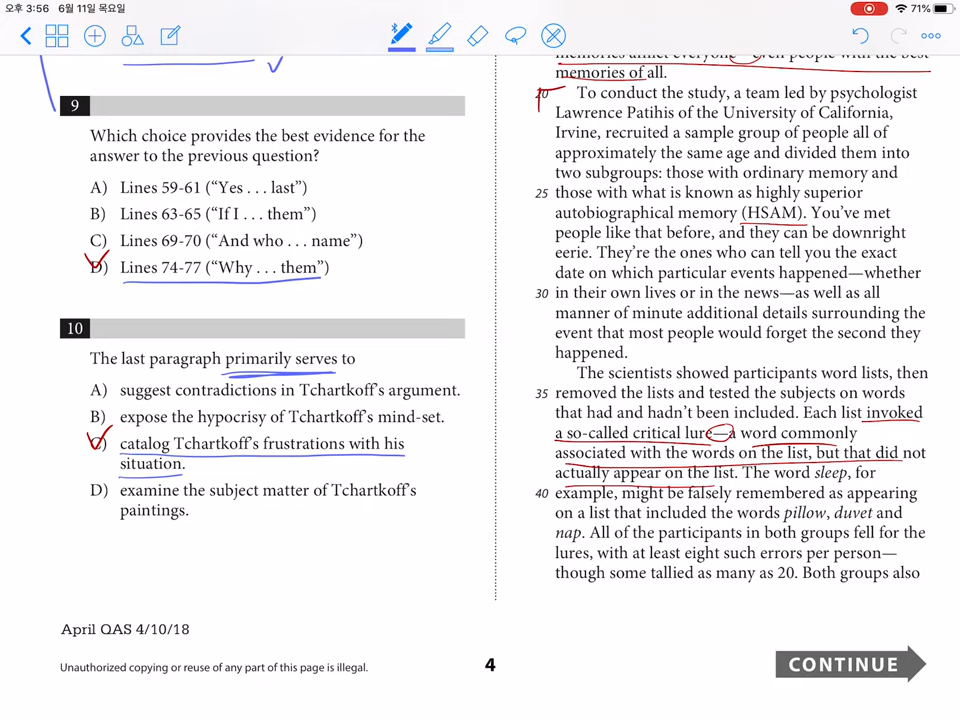 오후 3:56 6월 11일 목요일
71%
9
Which choice provides the best evidence for the
answer to the previous question?
A) Lines 59-61 (“Yes . . . last”)
B) Lines 63-65 (“If I . . . them”)
C) Lines 69-70 (“And who . . . name”)
D) Lines 74-77 (“Why . . . them”)
10
The last paragraph primarily serves to
A) suggest contradictions in Tchartkoff’s argument.
B) expose the hypocrisy of Tchartkoff’s mind-set.
C) catalog Tchartkoff’s frustrations with his
situation.
D) examine the subject matter of Tchartkoff’s
paintings.
memories afflict everyone—even people with the best
memories of all.
20 To conduct the study, a team led by psychologist
Lawrence Patihis of the University of California,
Irvine, recruited a sample group of people all of
approximately the same age and divided them into
two subgroups: those with ordinary memory and
25 those with what is known as highly superior
autobiographical memory (HSAM). You’ve met
people like that before, and they can be downright
eerie. They’re the ones who can tell you the exact
date on which particular events happened—whether
30 in their own lives or in the news—as well as all
manner of minute additional details surrounding the
event that most people would forget the second they
happened.
The scientists showed participants word lists, then
35 removed the lists and tested the subjects on words
that had and hadn’t been included. Each list invoked
a so-called critical lure—a word commonly
associated with the words on the list, but that did not
actually appear on the list. The word sleep, for
40 example, might be falsely remembered as appearing
on a list that included the words pillow, duvet and
nap. All of the participants in both groups fell for the
lures, with at least eight such errors per person—
though some tallied as many as 20. Both groups also
April QAS 4/10/18
Unauthorized copying or reuse of any part of this page is illegal.
4
CONTINUE